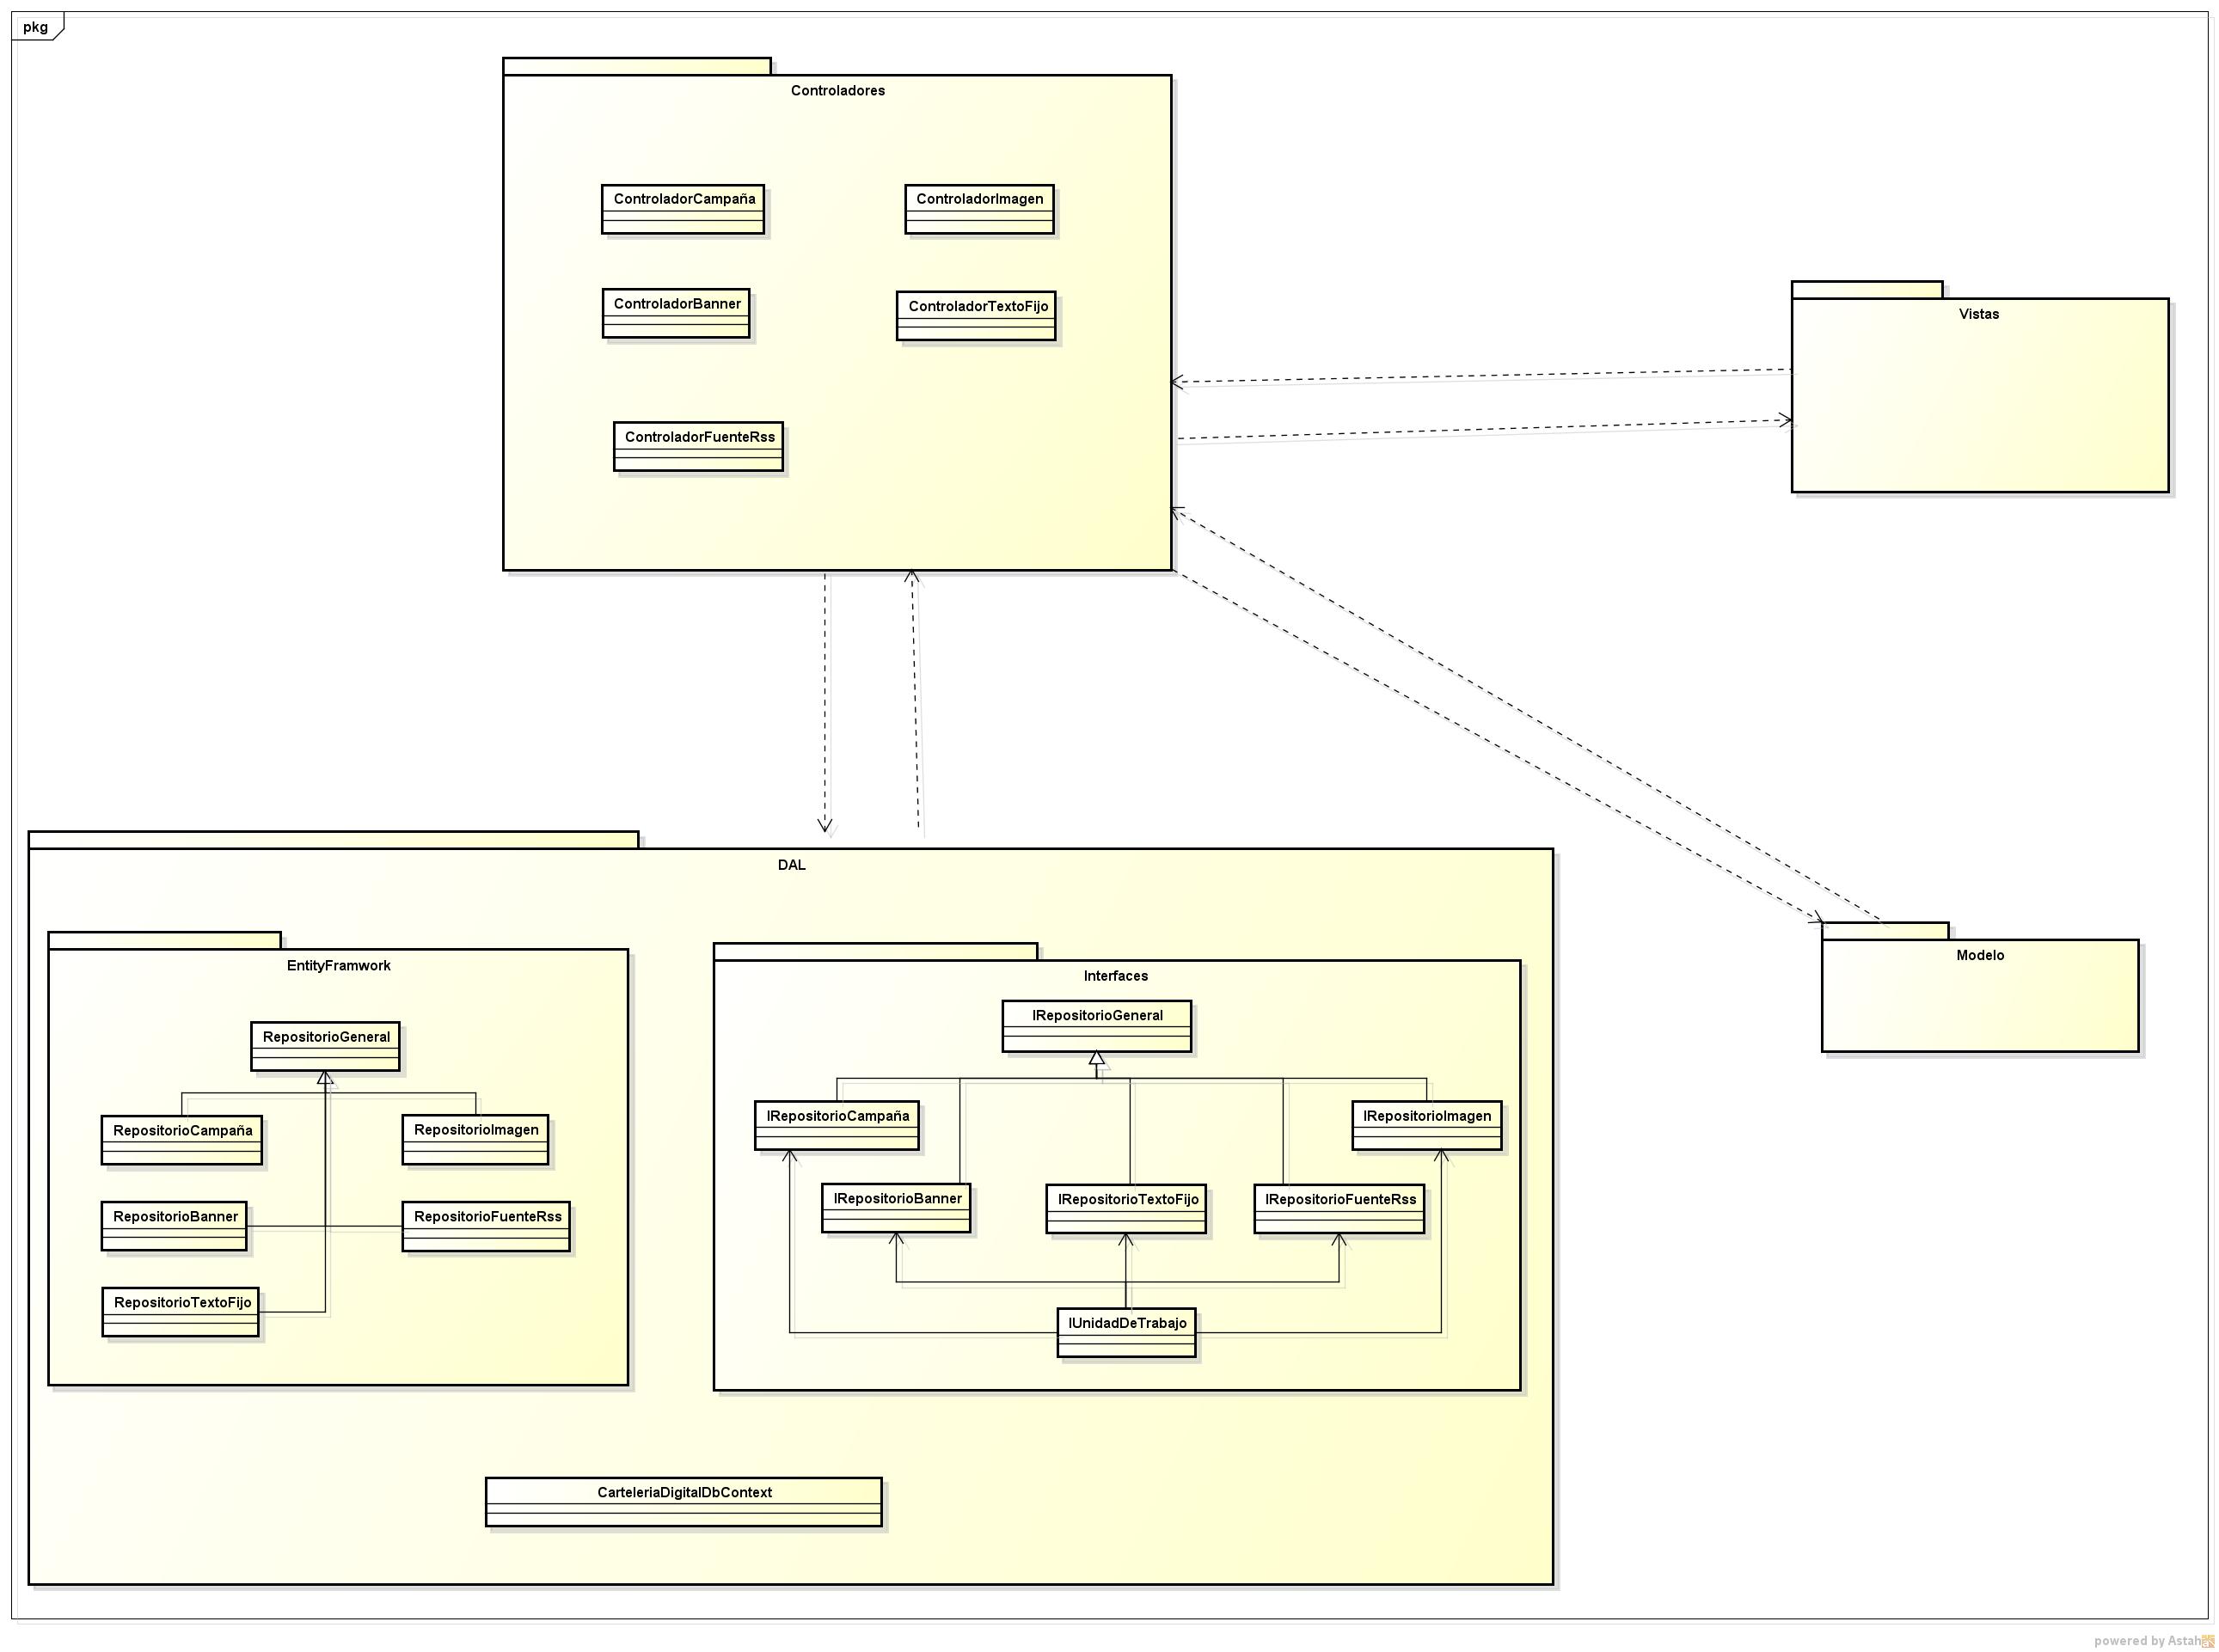 pkg
Controladores
ControladorCampaña
ControladorImagen
ControladorBanner
ControladorTextoFijo
ControladorFuenteRss
Vistas
DAL
EntityFramwork
RepositorioGeneral
RepositorioCampaña
RepositorioImagen
RepositorioBanner
RepositorioFuenteRss
RepositorioTextoFijo
Interfaces
IRepositorioGeneral
IRepositorioCampaña
IRepositorioImagen
IRepositorioBanner
IRepositorioTextoFijo
IRepositorioFuenteRss
IUnidadDeTrabajo
Modelo
CarteleriaDigitalDbContext
powered by Astah